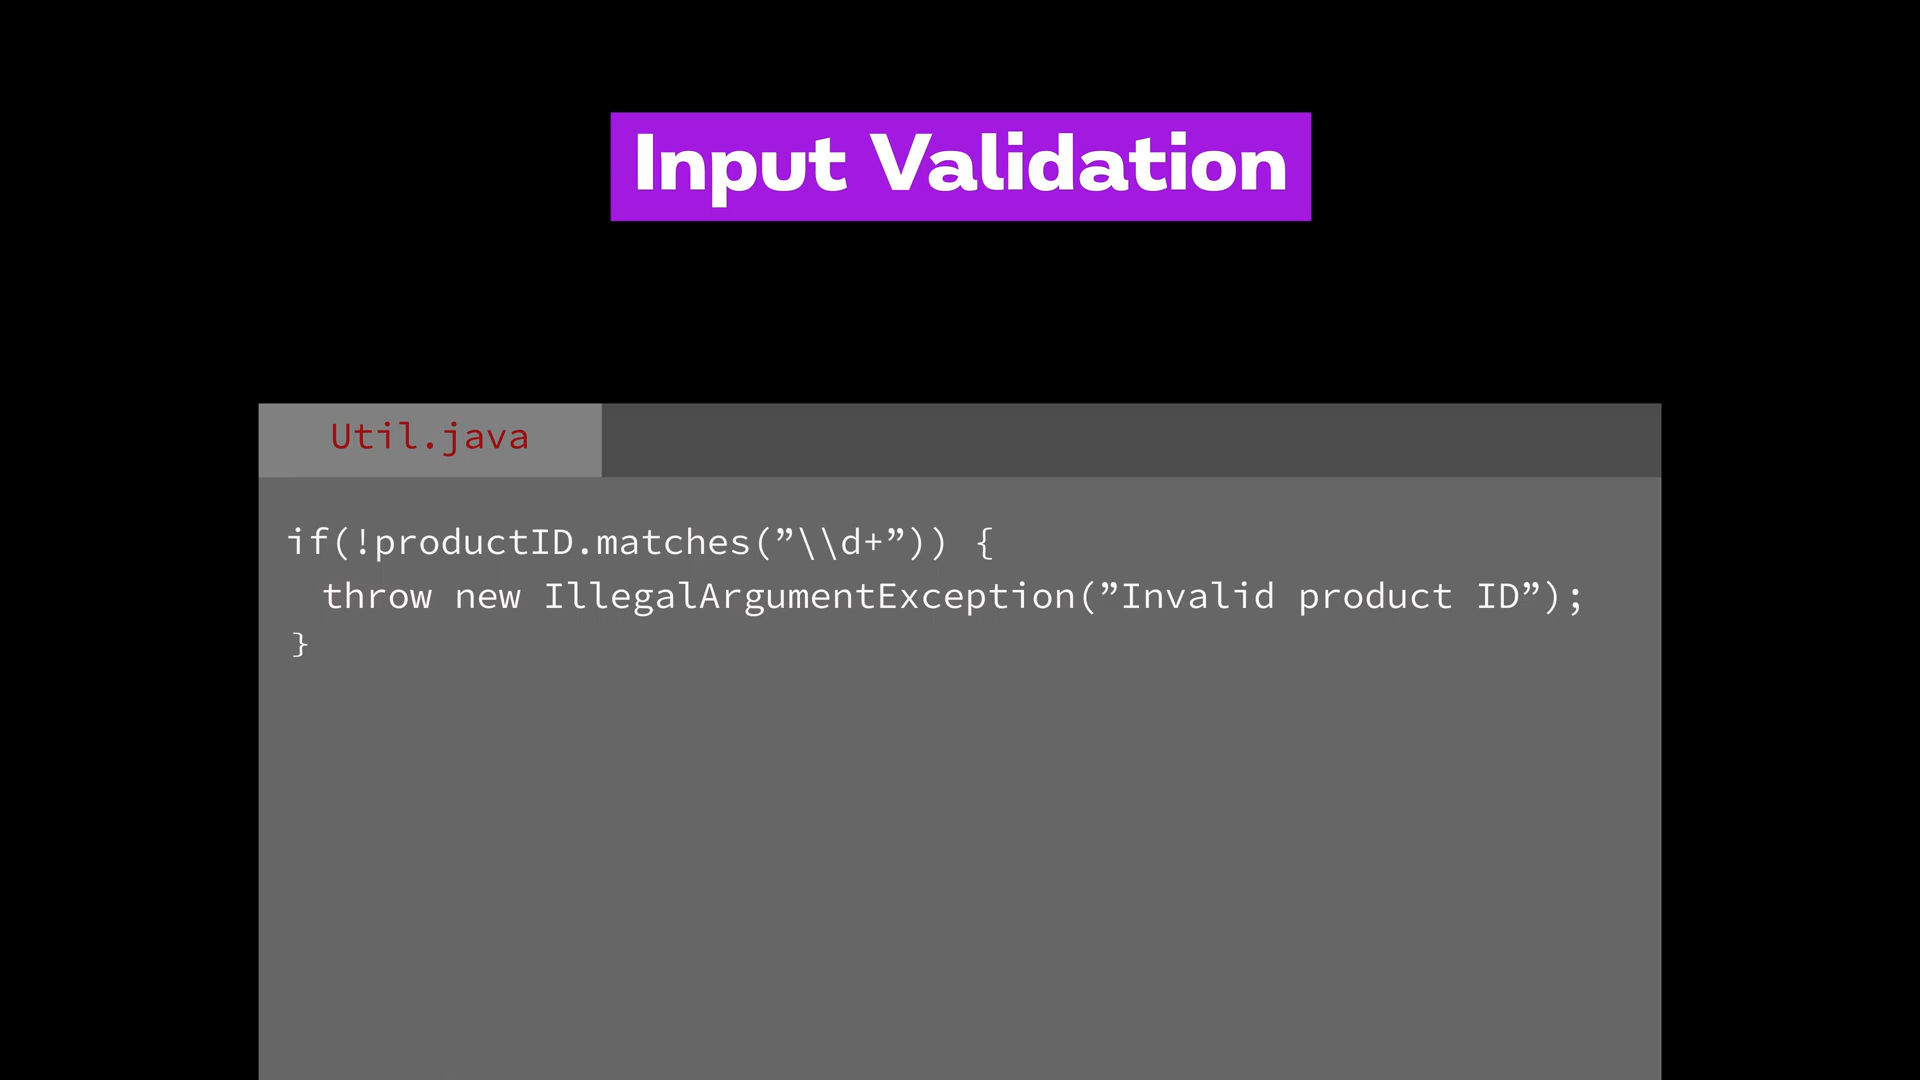 Input Validation
Util.java
if(!productID.matches(”\\d+”)) {
throw new IllegalArgumentException(”Invalid product ID”);
}